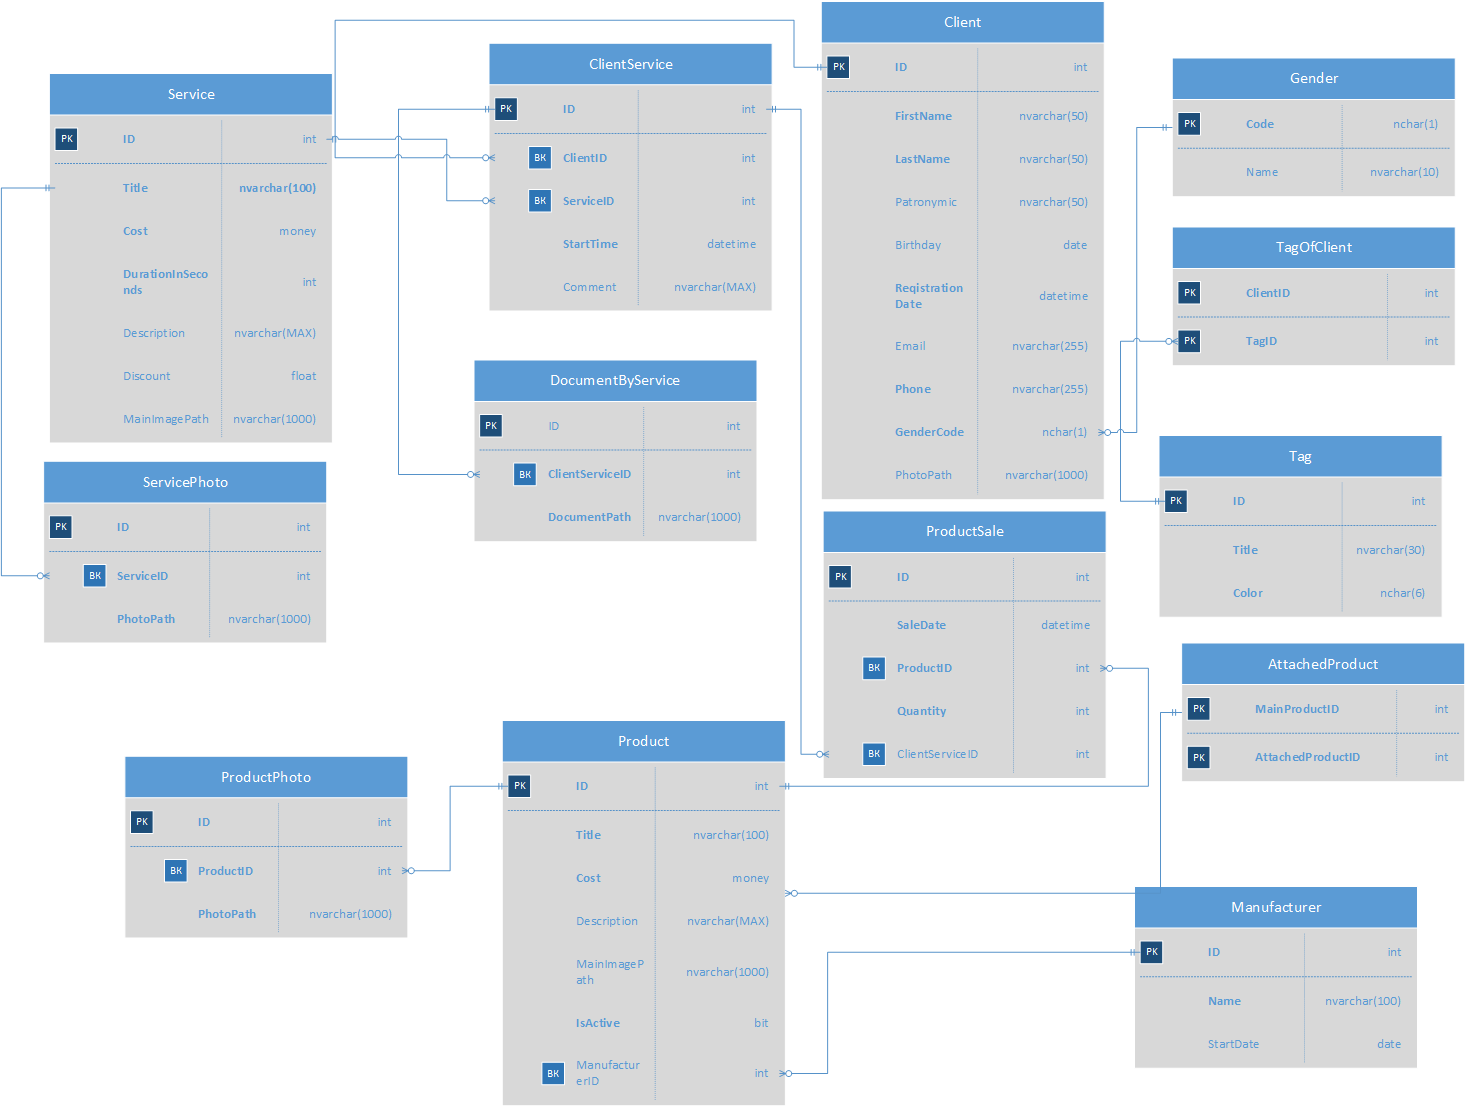 Service
PK ID int
Title nvarchar(100)
Cost money
DurationInSeco
nds int
Description nvarchar(MAX)
Discount float
MainImagePath nvarchar(1000)
ServicePhoto
PK ID int
BK ServiceID int
PhotoPath nvarchar(1000)
ClientService
PK ID int
BK ClientID int
BK ServiceID int
StartTime datetime
Comment nvarchar(MAX)
DocumentByService
PK ID int
BK ClientServiceID int
DocumentPath nvarchar(1000)
Client
PK ID int
FirstName nvarchar(50)
LastName nvarchar(50)
Patronymic nvarchar(50)
Birthday date
Registration
Date datetime
Email nvarchar(255)
Phone nvarchar(255)
GenderCode nchar(1)
PhotoPath nvarchar(1000)
Gender
PK Code nchar(1)
Name nvarchar(10)
TagOfClient
PK ClientID int
PK TagID int
Tag
PK ID int
Title nvarchar(30)
Color nchar(6)
ProductSale
PK ID int
SaleDate datetime
BK ProductID int
Quantity int
BK ClientServiceID int
AttachedProduct
PK MainProductID int
PK AttachedProductID int
ProductPhoto
PK ID int
BK ProductID int
PhotoPath nvarchar(1000)
Product
PK ID int
Title nvarchar(100)
Cost money
Description nvarchar(MAX)
MainImageP
ath nvarchar(1000)
IsActive bit
BK Manufactur
erID int
Manufacturer
PK ID int
Name nvarchar(100)
StartDate date